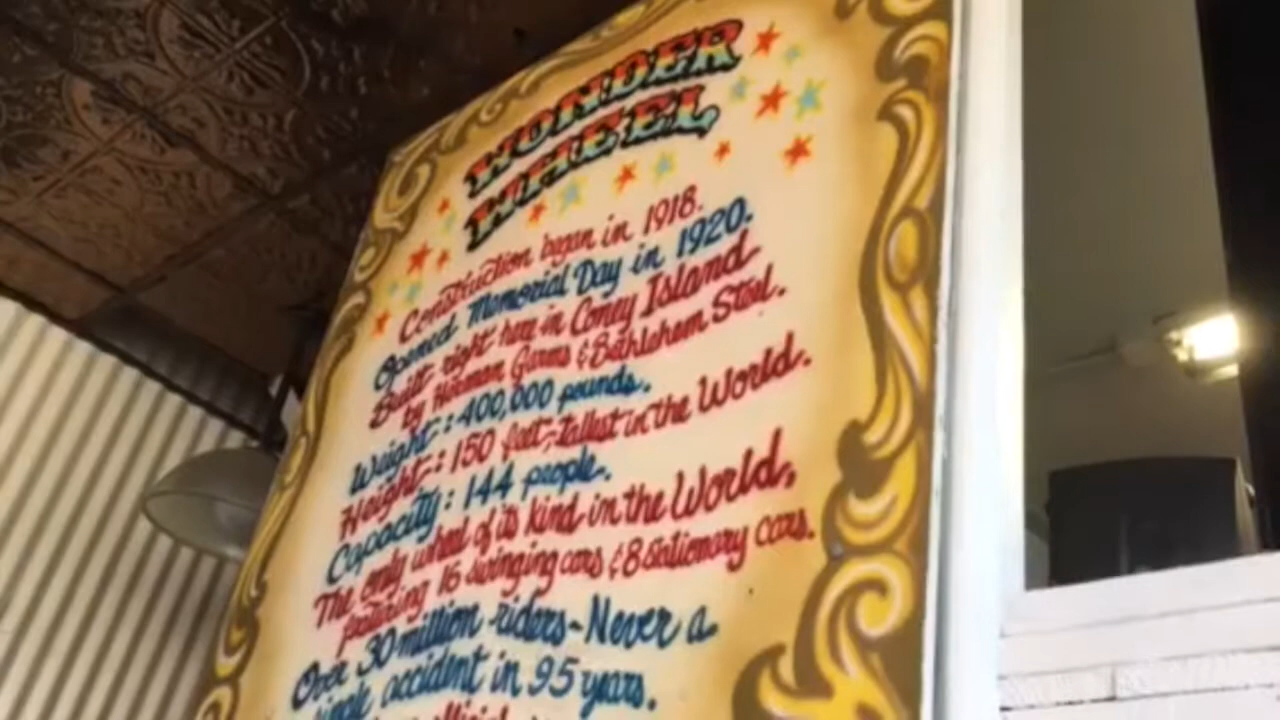 WONDER
WHEEL
Construction began in 1918.
Opened Memorial Day in 1920.
Built right here in Coney Island
by Herman Garms & Bethlehem Steel.
Weight: 400,000 pounds.
Height: 150 feet-Tallest in the World.
Capacity: 144 people.
The only wheel of its kind in the World,
featuring 16 swinging cars & 8 stationary cars.
Over 30 million riders-Never a
single accident in 95 years.
official